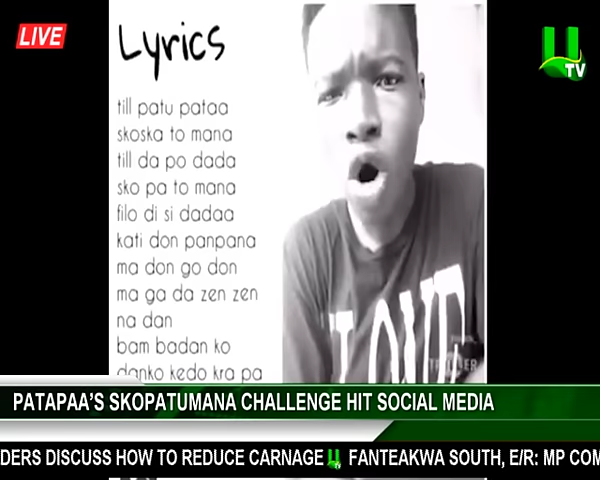 LIVE
U
TV
Lyrics
till patu pataa
skoska to mana
till da po dada
sko pa to mana
filo di si dadaa
kati don panpana
ma don go don
ma ga da zen zen
na dan
bam badan ko
danko kedo kra pa
LOVE
PATAPAA'S SKOPATUMANA CHALLENGE HIT SOCIAL MEDIA
DERS DISCUSS HOW TO REDUCE CARNAGE U TV FANTEAKWA SOUTH, E/R: MP COM